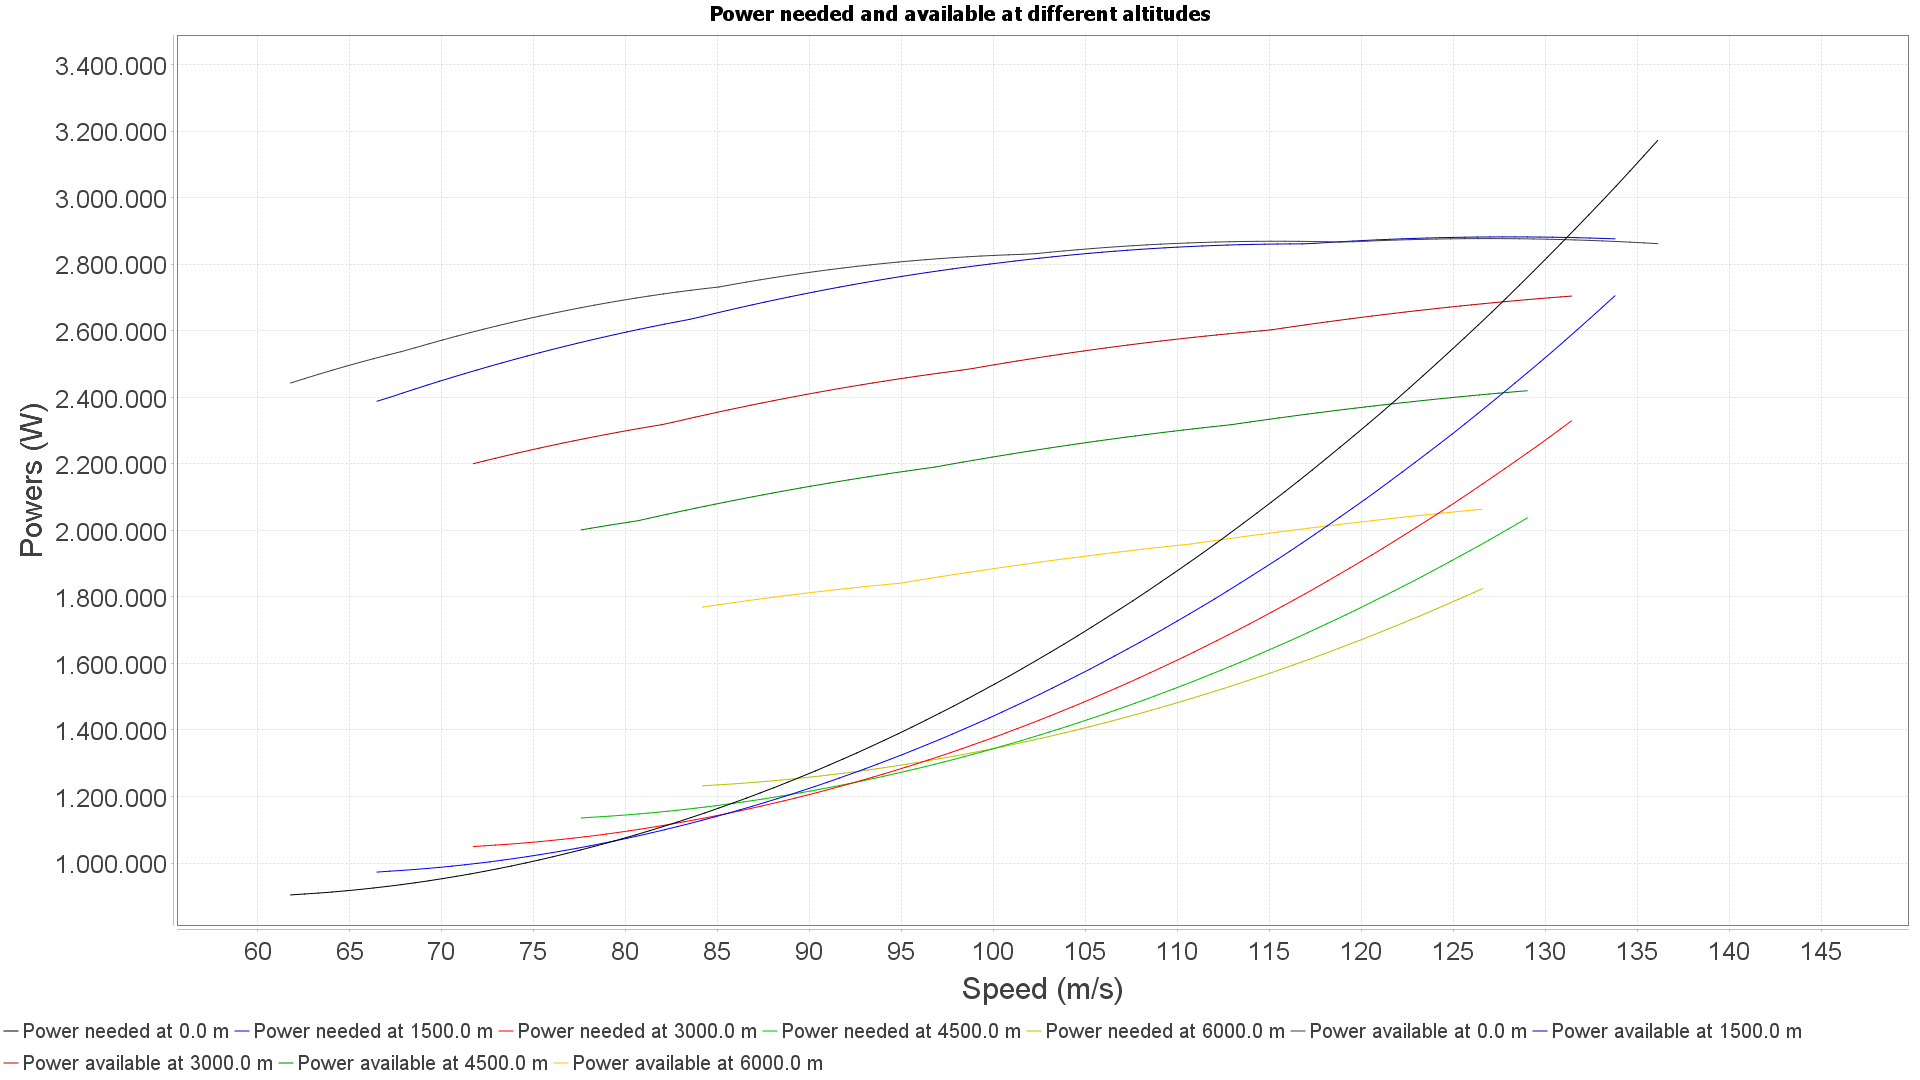 Power needed and available at different altitudes
3.400.000
3.200.000
3.000.000
2.800.000
2.600.000
2.400.000
2.200.000
2.000.000
1.800.000
1.600.000
1.400.000
1.200.000
1.000.000
Powers (W)
60 65 70 75 80 85 90 95 100 105 110 115 120 125 130 135 140 145
Speed (m/s)
Power needed at 0.0 m Power needed at 1500.0 m Power needed at 3000.0 m Power needed at 4500.0 m Power needed at 6000.0 m Power available at 0.0 m Power available at 1500.0 m
Power available at 3000.0 m Power available at 4500.0 m Power available at 6000.0 m